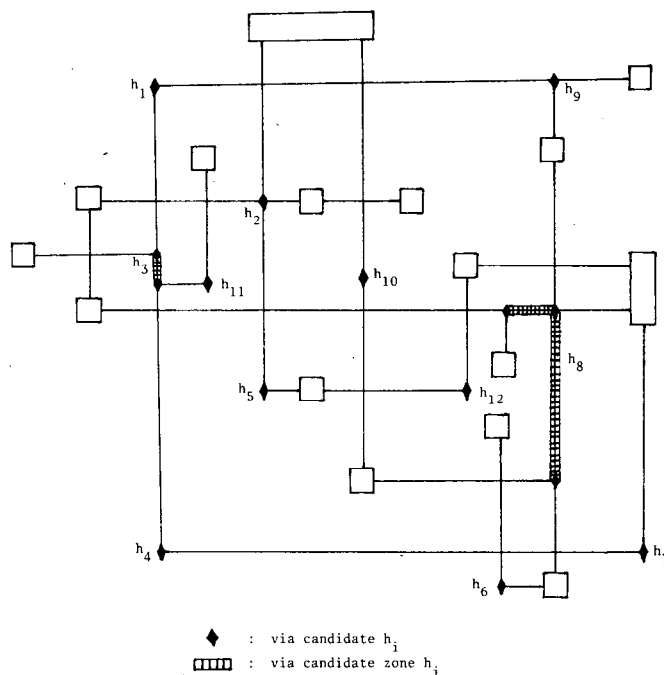 h1
h9
h2
h3
h11
h10
h8
h5
h12
h4
h
h6
: via candidate hi
: via candidate zone hi